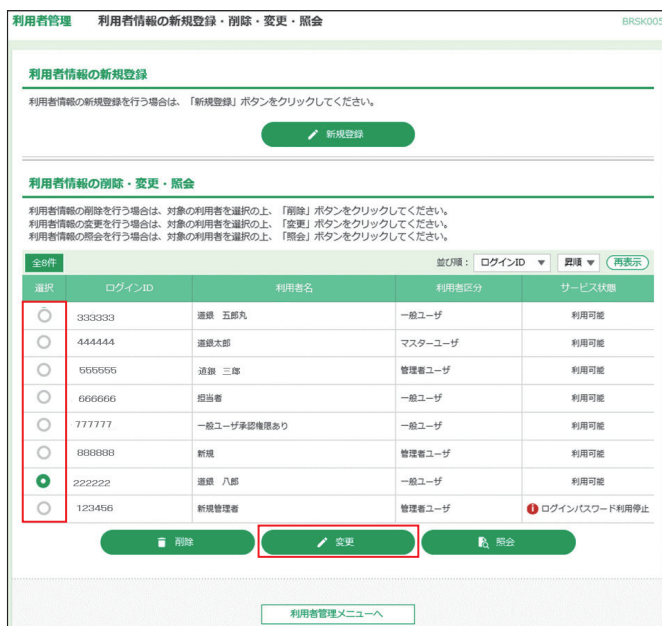 利用者管理 利用者情報の新規登録・削除・変更・照会 BRSK005
利用者情報の新規登録
利用者情報の新規登録を行う場合は、「新規登録」ボタンをクリックしてください。
新規登録
利用者情報の削除・変更・照会
利用者情報の削除を行う場合は、対象の利用者を選択の上、「削除」ボタンをクリックしてください。
利用者情報の変更を行う場合は、対象の利用者を選択の上、「変更」ボタンをクリックしてください。
利用者情報の照会を行う場合は、対象の利用者を選択の上、「照会」ボタンをクリックしてください。
全8件 並び順： ログインID ▼ 昇順 ▼ 再表示
選択 ログインID 利用者名 利用者区分 サービス状態
333333 道銀 五郎丸 一般ユーザ 利用可能
444444 道銀太郎 マスターユーザ 利用可能
555555 道銀 三郎 管理者ユーザ 利用可能
666666 担当者 一般ユーザ 利用可能
777777 一般ユーザ承認権限あり 一般ユーザ 利用可能
888888 新規 管理者ユーザ 利用可能
222222 道銀 八郎 一般ユーザ 利用可能
123456 新規管理者 管理者ユーザ ログインパスワード利用停止
削除 変更 照会
利用者管理メニューへ